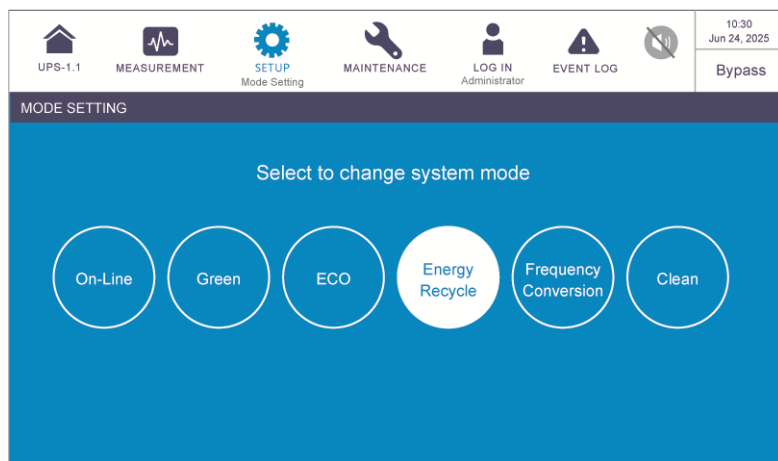 UPS-1.1
MEASUREMENT
SETUP
Mode Setting
MAINTENANCE
LOG IN
Administrator
EVENT LOG
10:30
Jun 24, 2025
Bypass
MODE SETTING
Select to change system mode
On-Line
Green
ECO
Energy
Recycle
Frequency
Conversion
Clean